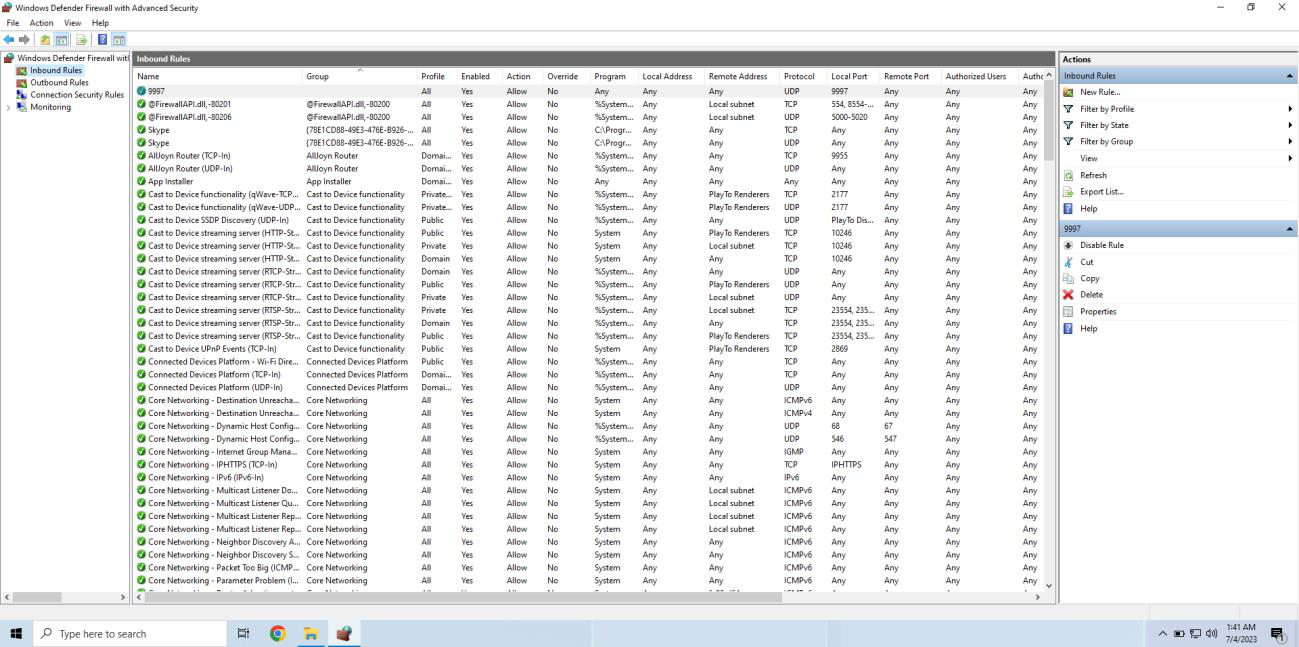 Windows Defender Firewall with Advanced Security
File Action View Help
Windows Defender Firewall wit
Inbound Rules
Outbound Rules
Connection Security Rules
Monitoring
Inbound Rules
Name Group Profile Enabled Action Override Program Local Address Remote Address Protocol Local Port Remote Port Authorized Users Autho
9997 All Yes Allow No Any Any Any UDP 9997 Any Any Any
@FirewallAPI.dll,-80201 @FirewallAPI.dll,-80200 All Yes Allow No %System... Any Local subnet TCP 554, 8554-... Any Any Any
@FirewallAPI.dll,-80206 @FirewallAPI.dll,-80200 All Yes Allow No %System... Any Local subnet UDP 5000-5020 Any Any Any
Skype {78E1CD88-49E3-476E-B926-... All Yes Allow No C:\Progr... Any Any TCP Any Any Any Any
Skype {78E1CD88-49E3-476E-B926-... All Yes Allow No C:\Progr... Any Any UDP Any Any Any Any
AllJoyn Router (TCP-In) AllJoyn Router Domai... Yes Allow No %System... Any Any TCP 9955 Any Any Any
AllJoyn Router (UDP-In) AllJoyn Router Domai... Yes Allow No %System... Any Any UDP Any Any Any Any
App Installer App Installer Domai... Yes Allow No Any Any Any Any Any Any Any Any
Cast to Device functionality (qWave-TCP... Cast to Device functionality Private... Yes Allow No %System... Any PlayTo Renderers TCP 2177 Any Any Any
Cast to Device functionality (qWave-UDP... Cast to Device functionality Private... Yes Allow No %System... Any PlayTo Renderers UDP 2177 Any Any Any
Cast to Device SSDP Discovery (UDP-In) Cast to Device functionality Public Yes Allow No %System... Any Any UDP PlayTo Dis... Any Any Any
Cast to Device streaming server (HTTP-St... Cast to Device functionality Public Yes Allow No System Any PlayTo Renderers TCP 10246 Any Any Any
Cast to Device streaming server (HTTP-St... Cast to Device functionality Private Yes Allow No System Any Local subnet TCP 10246 Any Any Any
Cast to Device streaming server (HTTP-St... Cast to Device functionality Domain Yes Allow No System Any Any TCP 10246 Any Any Any
Cast to Device streaming server (RTCP-Str... Cast to Device functionality Domain Yes Allow No %System... Any Any UDP Any Any Any Any
Cast to Device streaming server (RTCP-Str... Cast to Device functionality Public Yes Allow No %System... Any PlayTo Renderers UDP Any Any Any Any
Cast to Device streaming server (RTCP-Str... Cast to Device functionality Private Yes Allow No %System... Any Local subnet UDP Any Any Any Any
Cast to Device streaming server (RTSP-Str... Cast to Device functionality Private Yes Allow No %System... Any Local subnet TCP 23554, 235... Any Any Any
Cast to Device streaming server (RTSP-Str... Cast to Device functionality Domain Yes Allow No %System... Any Any TCP 23554, 235... Any Any Any
Cast to Device streaming server (RTSP-Str... Cast to Device functionality Public Yes Allow No %System... Any PlayTo Renderers TCP 23554, 235... Any Any Any
Cast to Device UPnP Events (TCP-In) Cast to Device functionality Public Yes Allow No System Any PlayTo Renderers TCP 2869 Any Any Any
Connected Devices Platform - Wi-Fi Dire... Connected Devices Platform Public Yes Allow No %System... Any Any TCP Any Any Any Any
Connected Devices Platform (TCP-In) Connected Devices Platform Domai... Yes Allow No %System... Any Any TCP Any Any Any Any
Connected Devices Platform (UDP-In) Connected Devices Platform Domai... Yes Allow No %System... Any Any UDP Any Any Any Any
Core Networking - Destination Unreacha... Core Networking All Yes Allow No System Any Any ICMPv6 Any Any Any Any
Core Networking - Destination Unreacha... Core Networking All Yes Allow No System Any Any ICMPv4 Any Any Any Any
Core Networking - Dynamic Host Config... Core Networking All Yes Allow No %System... Any Any UDP 68 67 Any Any
Core Networking - Dynamic Host Config... Core Networking All Yes Allow No %System... Any Any UDP 546 547 Any Any
Core Networking - Internet Group Mana... Core Networking All Yes Allow No System Any Any IGMP Any Any Any Any
Core Networking - IPHTTPS (TCP-In) Core Networking All Yes Allow No System Any Any TCP IPHTTPS Any Any Any
Core Networking - IPv6 (IPv6-In) Core Networking All Yes Allow No System Any Any IPv6 Any Any Any Any
Core Networking - Multicast Listener Do... Core Networking All Yes Allow No System Any Local subnet ICMPv6 Any Any Any Any
Core Networking - Multicast Listener Qu... Core Networking All Yes Allow No System Any Local subnet ICMPv6 Any Any Any Any
Core Networking - Multicast Listener Rep... Core Networking All Yes Allow No System Any Local subnet ICMPv6 Any Any Any Any
Core Networking - Multicast Listener Rep... Core Networking All Yes Allow No System Any Local subnet ICMPv6 Any Any Any Any
Core Networking - Neighbor Discovery A... Core Networking All Yes Allow No System Any Any ICMPv6 Any Any Any Any
Core Networking - Neighbor Discovery S... Core Networking All Yes Allow No System Any Any ICMPv6 Any Any Any Any
Core Networking - Packet Too Big (ICMP... Core Networking All Yes Allow No System Any Any ICMPv6 Any Any Any Any
Core Networking - Parameter Problem (I... Core Networking All Yes Allow No System Any Any ICMPv6 Any Any Any Any
Actions
Inbound Rules
New Rule...
Filter by Profile
Filter by State
Filter by Group
View
Refresh
Export List...
Help
9997
Disable Rule
Cut
Copy
Delete
Properties
Help
Type here to search
1:41 AM
7/4/2023
1